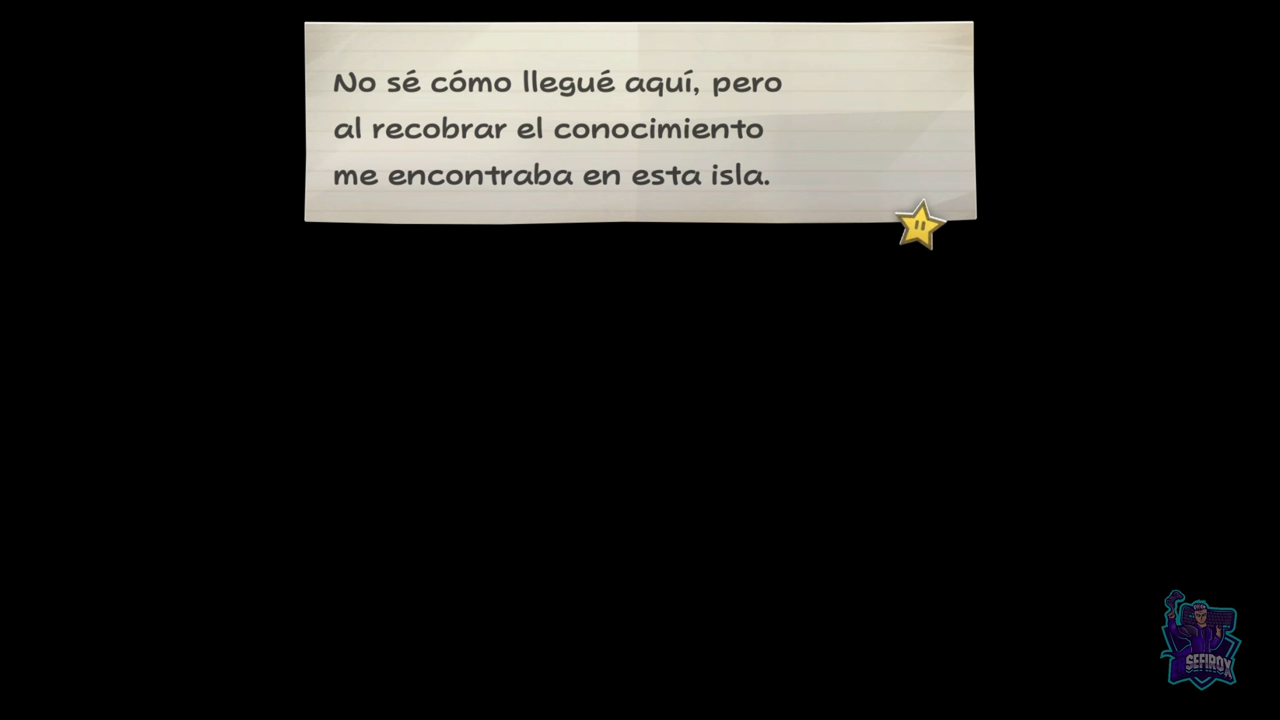 No sé cómo llegué aquí, pero
al recobrar el conocimiento
me encontraba en esta isla.
SEFIROX